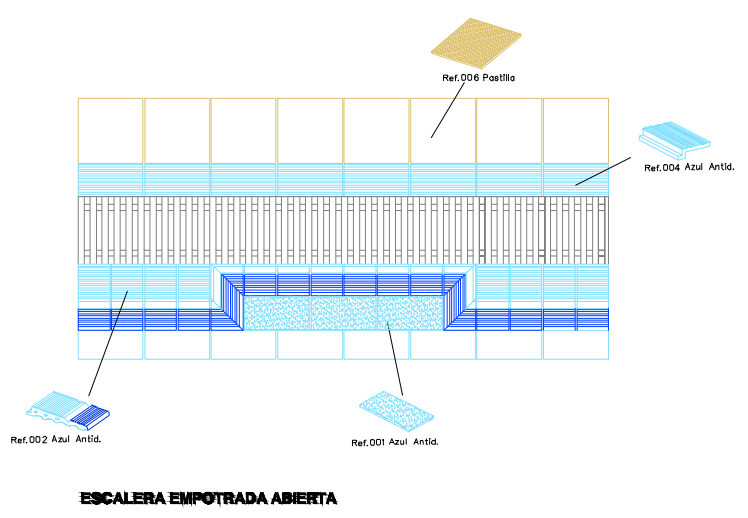 Ref.006 Pastilla
Ref.004 Azul Antid.
Ref.002 Azul Antid.
Ref.001 Azul Antid.
ESCALERA EMPOTRADA ABIERTA